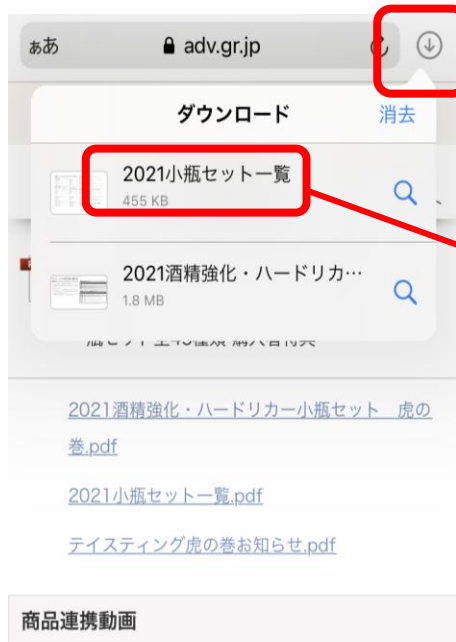 ぁあ
adv.gr.jp
ダウンロード
消去
2021小瓶セット一覧
455 KB
2021酒精強化・ハードリカ…
1.8 MB
2021酒精強化・ハードリカー小瓶セット　虎の
巻.pdf
2021小瓶セット一覧.pdf
テイスティング虎の巻お知らせ.pdf
商品連携動画